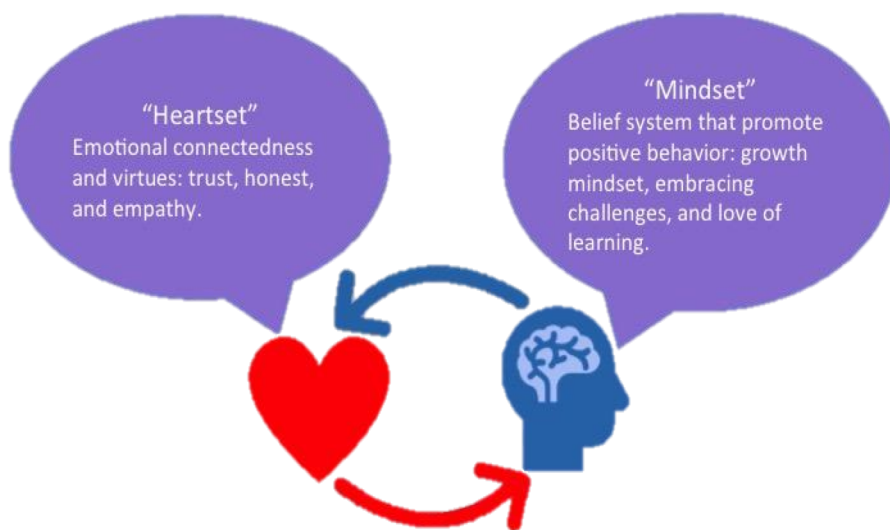 “Heartset”
Emotional connectedness
and virtues: trust, honest,
and empathy.
“Mindset”
Belief system that promote
positive behavior: growth
mindset, embracing
challenges, and love of
learning.